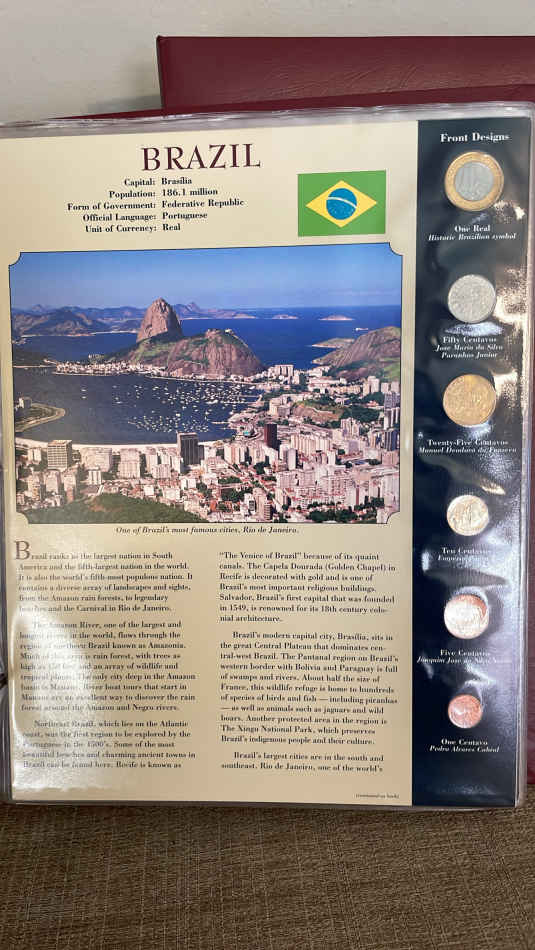 BRAZIL
Capital: Brasília
Population: 186.1 million
Form of Government: Federative Republic
Official Language: Portuguese
Unit of Currency: Real
One of Brazil's most famous cities, Rio de Janeiro.
Brazil ranks as the largest nation in South
America and the fifth-largest nation in the world.
It is also the world's fifth-most populous nation. It
contains a diverse array of landscapes and sights,
from the Amazon rain forests, to legendary
beaches and the Carnival in Rio de Janeiro.
The Amazon River, one of the largest and
longest rivers in the world, flows through the
region of northern Brazil known as Amazonia.
Much of this area is rain forest, with trees as
high as 150 feet and an array of wildlife and
tropical plants. The only city deep in the Amazon
basin is Manaus. River boat tours that start in
Manaus are an excellent way to discover the rain
forest around the Amazon and Negro rivers.
Northeast Brazil, which lies on the Atlantic
coast, was the first region to be explored by the
Portuguese in the 1500's. Some of the most
beautiful beaches and charming ancient towns in
Brazil can be found here. Recife is known as
"The Venice of Brazil" because of its quaint
canals. The Capela Dourada (Golden Chapel) in
Recife is decorated with gold and is one of
Brazil's most important religious buildings.
Salvador, Brazil's first capital that was founded
in 1549, is renowned for its 18th century colo-
nial architecture.
Brazil's modern capital city, Brasília, sits in
the great Central Plateau that dominates cen-
tral-west Brazil. The Pantanal region on Brazil's
western border with Bolivia and Paraguay is full
of swamps and rivers. About half the size of
France, this wildlife refuge is home to hundreds
of species of birds and fish — including piranhas
— as well as animals such as jaguars and wild
boars. Another protected area in the region is
The Xingu National Park, which preserves
Brazil's indigenous people and their culture.
Brazil's largest cities are in the south and
southeast. Rio de Janeiro, one of the world's
(continued on back)
Front Designs
One Real
Historic Brazilian symbol
Fifty Centavos
Jose Maria da Silva
Paranhos Junior
Twenty-Five Centavos
Manuel Deodoro da Fonseca
Ten Centavos
Emperor
Five Centavos
Joaquim Jose da Silva Xavier
One Centavo
Pedro Alvares Cabral